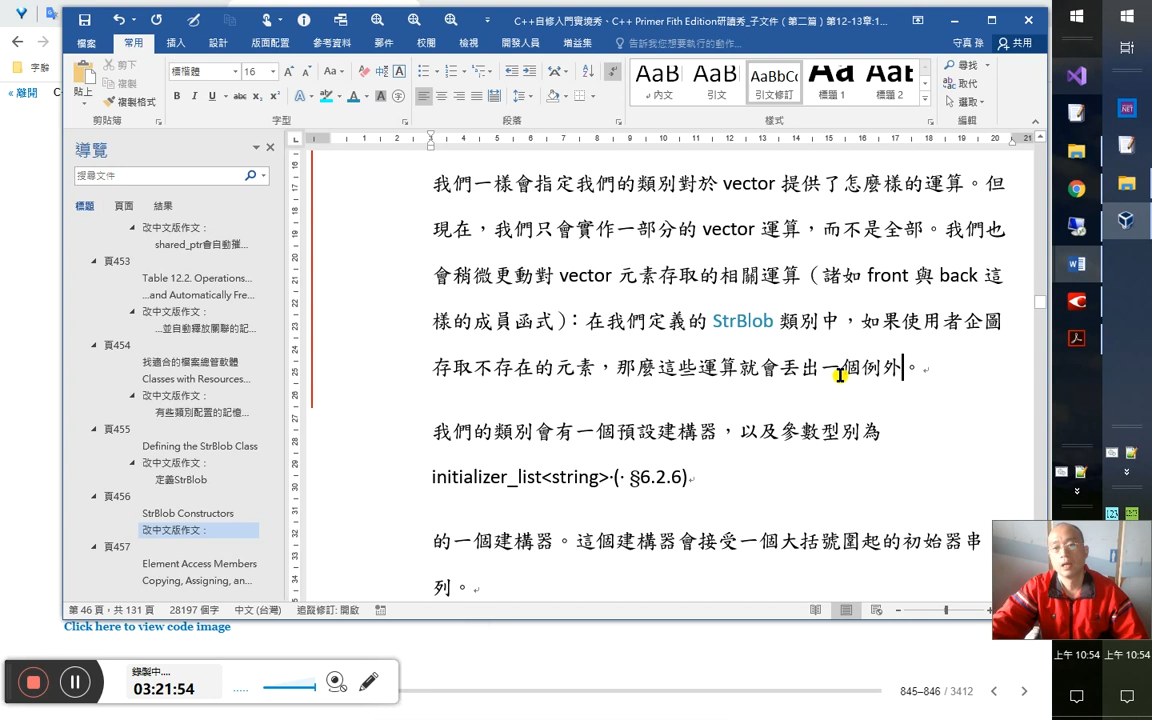 C++自修入門實境秀、C++ Primer Fith Edition研讀秀_子文件（第二篇）第12-13章:1...
檔案 常用 插入 設計 版面配置 參考資料 郵件 校閱 檢視 開發人員 增益集 告訴我您想要執行的動作... 守真 孫 共用
字齡
« 離開
貼上
剪下
複製
複製格式
剪貼簿
標楷體 16
字型
段落
AaB AaB AaBbCc AaB AaB
內文 引文 引文修訂 標題 1 標題 2
樣式
尋找
取代
選取
編輯
導覽
搜尋文件
標題 頁面 結果
改中文版作文：
shared_ptr會自動摧...
頁453
Table 12.2. Operations...
...and Automatically Fre...
改中文版作文：
...並自動釋放關聯的記...
頁454
找適合的檔案總管軟體
Classes with Resources...
改中文版作文：
有些類別配置的記憶...
頁455
Defining the StrBlob Class
改中文版作文：
定義StrBlob
頁456
StrBlob Constructors
改中文版作文：
頁457
Element Access Members
Copying, Assigning, an...
我們一樣會指定我們的類別對於 vector 提供了怎麼樣的運算。但
現在，我們只會實作一部分的 vector 運算，而不是全部。我們也
會稍微更動對 vector 元素存取的相關運算（諸如 front 與 back 這
樣的成員函式）：在我們定義的 StrBlob 類別中，如果使用者企圖
存取不存在的元素，那麼這些運算就會丟出一個例外。
我們的類別會有一個預設建構器，以及參數型別為
initializer_list<string>·(· §6.2.6)
的一個建構器。這個建構器會接受一個大括號圍起的初始器串
列。
第 46 頁，共 131 頁 28197 個字 中文 (台灣) 追蹤修訂: 開啟
Click here to view code image
錄製中...
03:21:54
845–846 / 3412
上午 10:54 上午 10:54